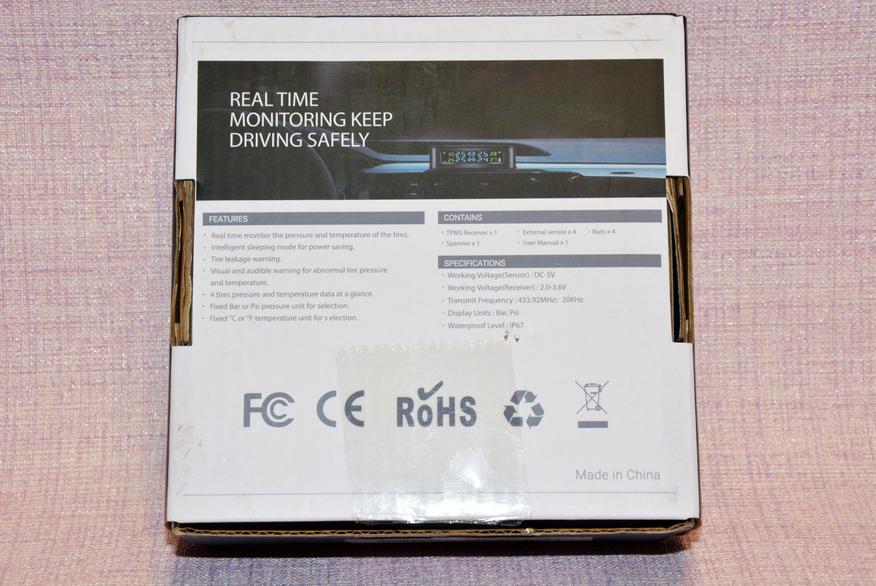 REAL TIME
MONITORING KEEP
DRIVING SAFELY
FEATURES
· Real time monitor the pressure and temperature of the tires.
· Intelligent sleeping mode for power saving.
· Tire leakage warning.
· Visual and audible warning for abnormal tire pressure
and temperature.
· 4 tires pressure and temperature data at a glance.
· Fixed Bar or Psi pressure unit for selection.
· Fixed °C or °F temperature unit for s election.
CONTAINS
· TPMS Receiver x 1 · External sensor x 4 · Nuts x 4
· Spanner x 1 · User Manual x 1
SPECIFICATIONS
· Working Voltage(Sensor) : DC-5V
· Working Voltage(Receiver) : 2.0-3.6V
· Transmit Frequency : 433.92MHz; 20KHz
· Display Units : Bar, Psi
· Waterproof Level : IP67
FC CE RoHS
Made in China